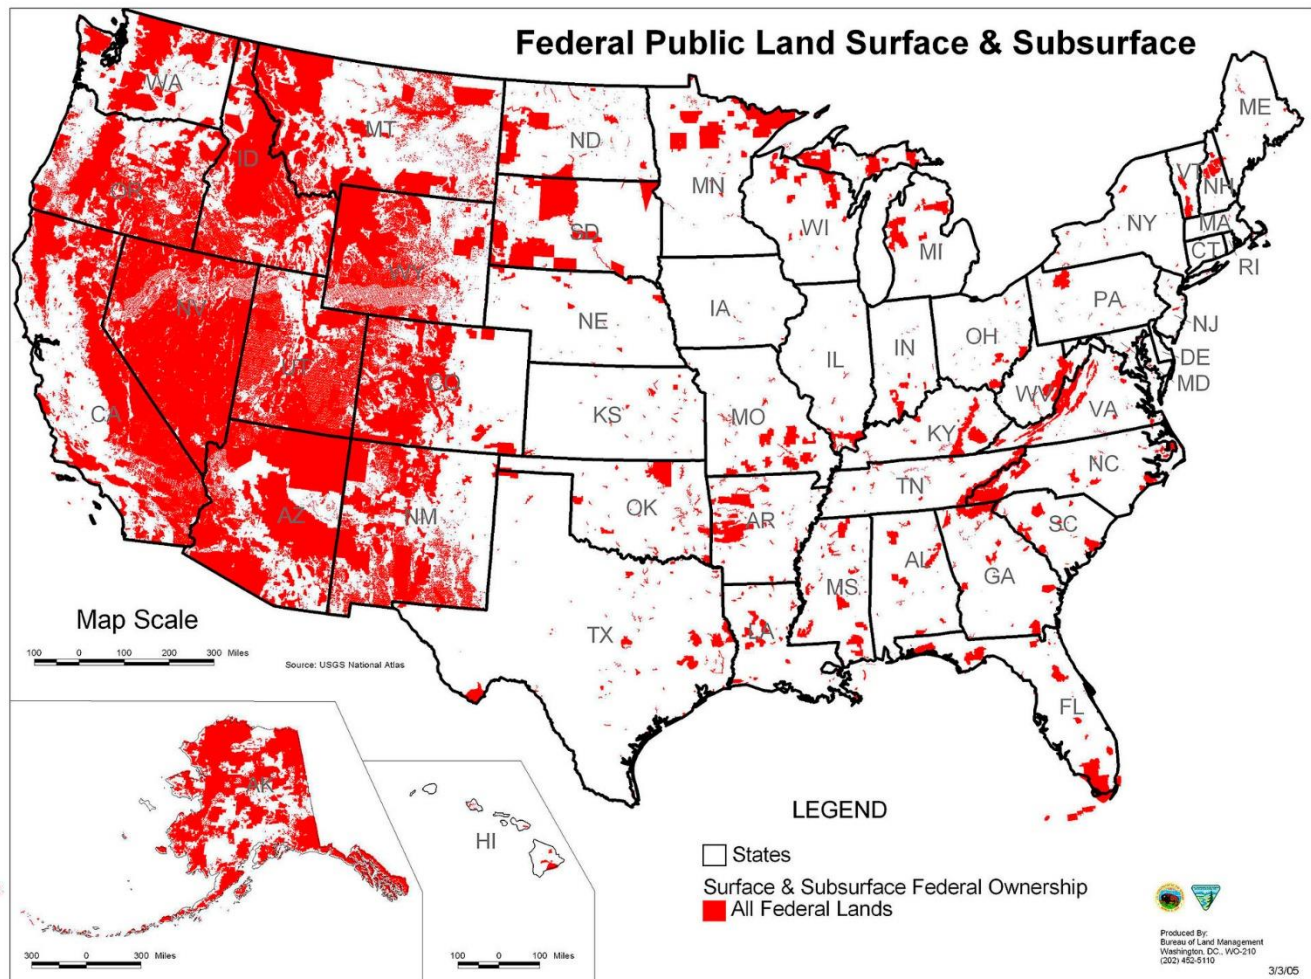 Federal Public Land Surface & Subsurface
WA
MT
ND
MN
ME
OR
ID
SD
WI
MI
VT
NH
NY
MA
CT
RI
WY
NV
NE
IA
PA
NJ
UT
CO
IL
IN
OH
DE
MD
WV
VA
CA
KS
MO
KY
NC
TN
AZ
NM
OK
AR
SC
MS
AL
GA
TX
LA
FL
Map Scale
100 0 100 200 300 Miles
Source: USGS National Atlas
AK
HI
300 0 300 Miles
100 0 100 Miles
LEGEND
States
Surface & Subsurface Federal Ownership
All Federal Lands
Produced By:
Bureau of Land Management
Washington, DC., WO-210
(202) 452-5110
3/3/05